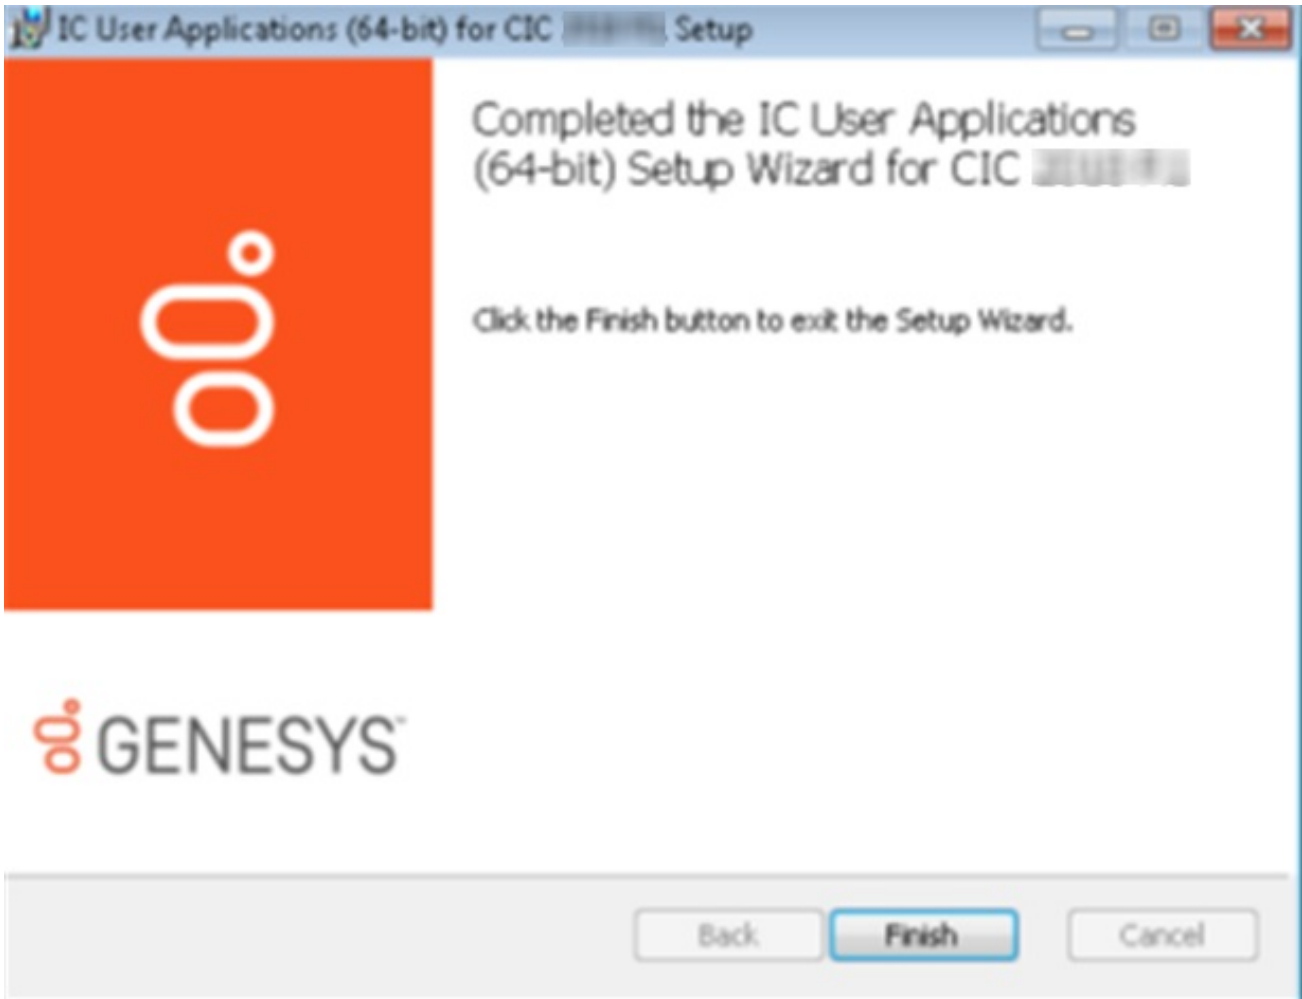 IC User Applications (64-bit) for CIC Setup
Completed the IC User Applications
(64-bit) Setup Wizard for CIC
Click the Finish button to exit the Setup Wizard.
GENESYS™
Back
Finish
Cancel